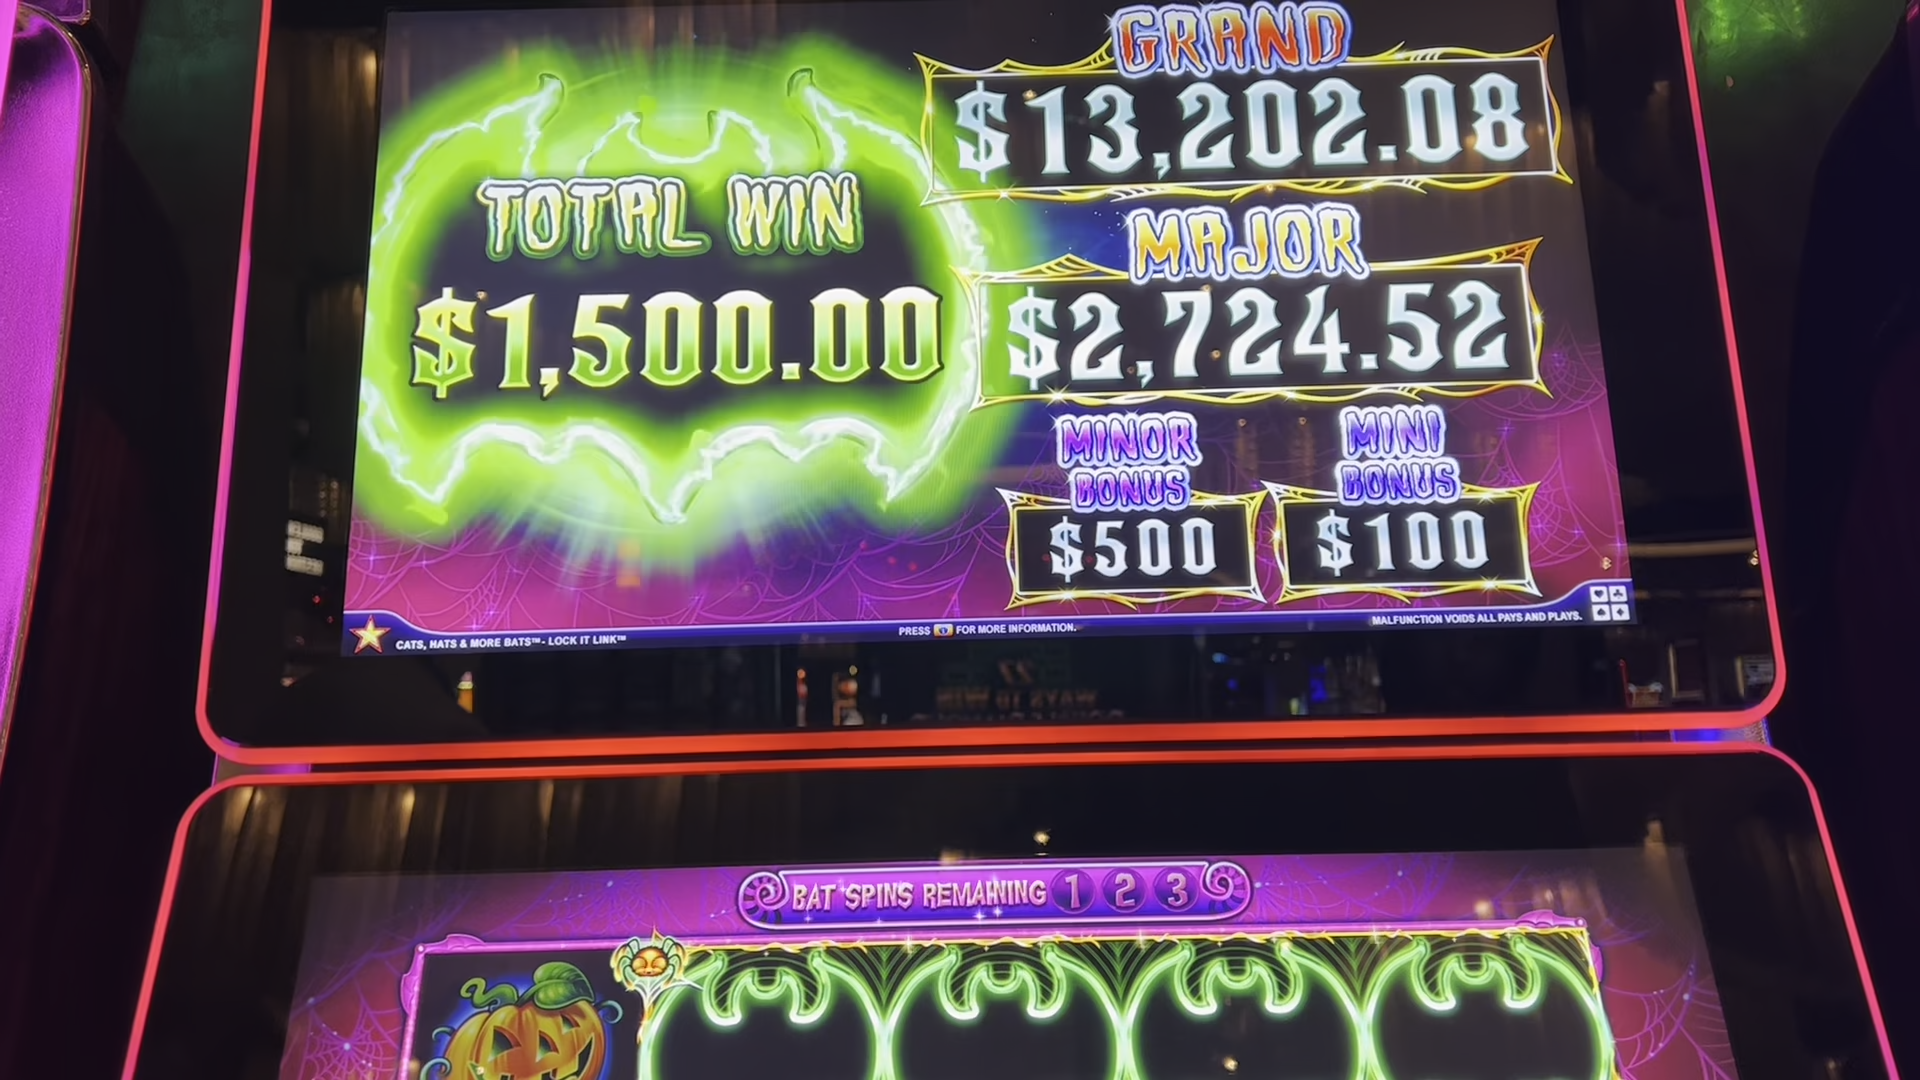 GRAND
$13,202.08
TOTAL WIN
$1,500.00
MAJOR
$2,724.52
MINOR
BONUS
$500
MINI
BONUS
$100
CATS, HATS & MORE BATS™ - LOCK IT LINK™
PRESS FOR MORE INFORMATION.
MALFUNCTION VOIDS ALL PAYS AND PLAYS.
BAT SPINS REMAINING 1 2 3